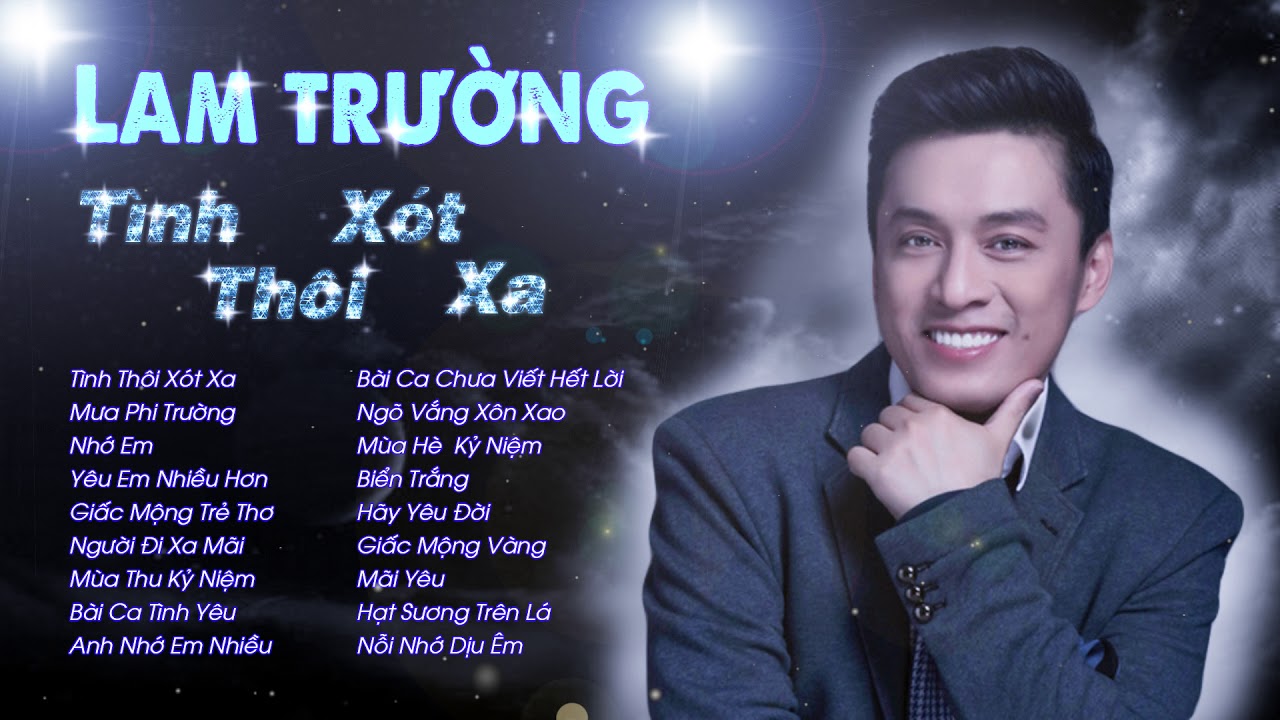 LAM TRƯỜNG
Tình Xót
Thôi Xa
Tình Thôi Xót Xa
Mưa Phi Trường
Nhớ Em
Yêu Em Nhiều Hơn
Giấc Mộng Trẻ Thơ
Người Đi Xa Mãi
Mùa Thu Kỷ Niệm
Bài Ca Tình Yêu
Anh Nhớ Em Nhiều
Bài Ca Chưa Viết Hết Lời
Ngõ Vắng Xôn Xao
Mùa Hè Kỷ Niệm
Biển Trắng
Hãy Yêu Đời
Giấc Mộng Vàng
Mãi Yêu
Hạt Sương Trên Lá
Nỗi Nhớ Dịu Êm